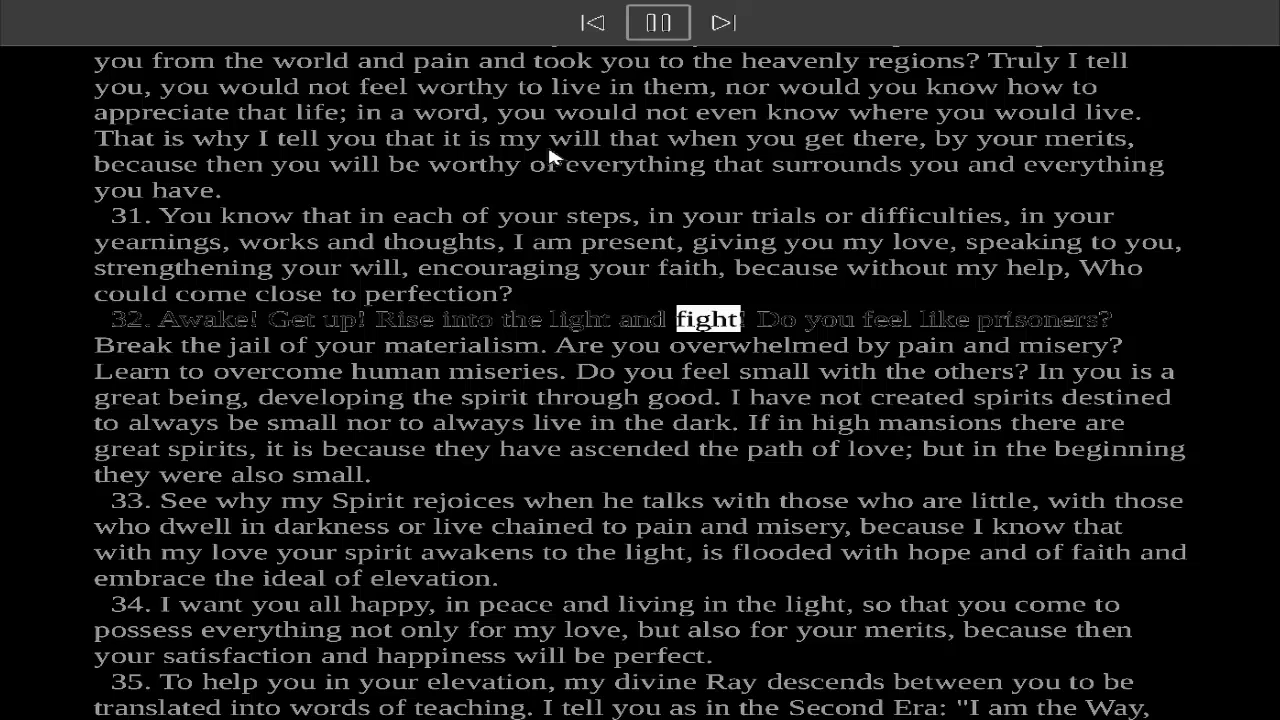 you from the world and pain and took you to the heavenly regions? Truly I tell
you, you would not feel worthy to live in them, nor would you know how to
appreciate that life; in a word, you would not even know where you would live.
That is why I tell you that it is my will that when you get there, by your merits,
because then you will be worthy of everything that surrounds you and everything
you have.
31. You know that in each of your steps, in your trials or difficulties, in your
yearnings, works and thoughts, I am present, giving you my love, speaking to you,
strengthening your will, encouraging your faith, because without my help, Who
could come close to perfection?
32. Awake! Get up! Rise into the light and fight! Do you feel like prisoners?
Break the jail of your materialism. Are you overwhelmed by pain and misery?
Learn to overcome human miseries. Do you feel small with the others? In you is a
great being, developing the spirit through good. I have not created spirits destined
to always be small nor to always live in the dark. If in high mansions there are
great spirits, it is because they have ascended the path of love; but in the beginning
they were also small.
33. See why my Spirit rejoices when he talks with those who are little, with those
who dwell in darkness or live chained to pain and misery, because I know that
with my love your spirit awakens to the light, is flooded with hope and of faith and
embrace the ideal of elevation.
34. I want you all happy, in peace and living in the light, so that you come to
possess everything not only for my love, but also for your merits, because then
your satisfaction and happiness will be perfect.
35. To help you in your elevation, my divine Ray descends between you to be
translated into words of teaching. I tell you as in the Second Era: "I am the Way,